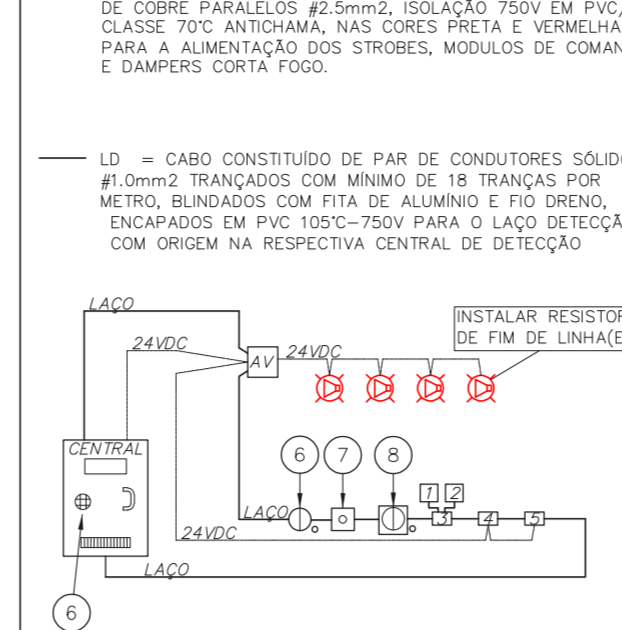 DE COBRE PARALELOS #2.5mm2, ISOLAÇÃO 750V EM PVC/
CLASSE 70°C ANTICHAMA, NAS CORES PRETA E VERMELHA
PARA A ALIMENTAÇÃO DOS STROBES, MODULOS DE COMAN
E DAMPERS CORTA FOGO.
LD = CABO CONSTITUÍDO DE PAR DE CONDUTORES SÓLIDO
#1.0mm2 TRANÇADOS COM MÍNIMO DE 18 TRANÇAS POR
METRO, BLINDADOS COM FITA DE ALUMÍNIO E FIO DRENO,
ENCAPADOS EM PVC 105°C-750V PARA O LAÇO DETECÇÃ
COM ORIGEM NA RESPECTIVA CENTRAL DE DETECÇÃO
LAÇO
INSTALAR RESISTOR
DE FIM DE LINHA(E
24VDC
AV
24VDC
CENTRAL
6
7
8
1
2
LAÇO
3
4
5
24VDC
LAÇO
6